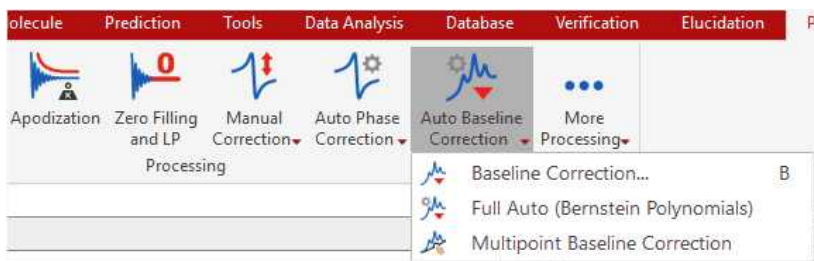 olecule Prediction Tools Data Analysis Database Verification Elucidation P
Apodization Zero Filling and LP Manual Correction Auto Phase Correction Auto Baseline Correction More Processing
Processing
Baseline Correction... B
Full Auto (Bernstein Polynomials)
Multipoint Baseline Correction